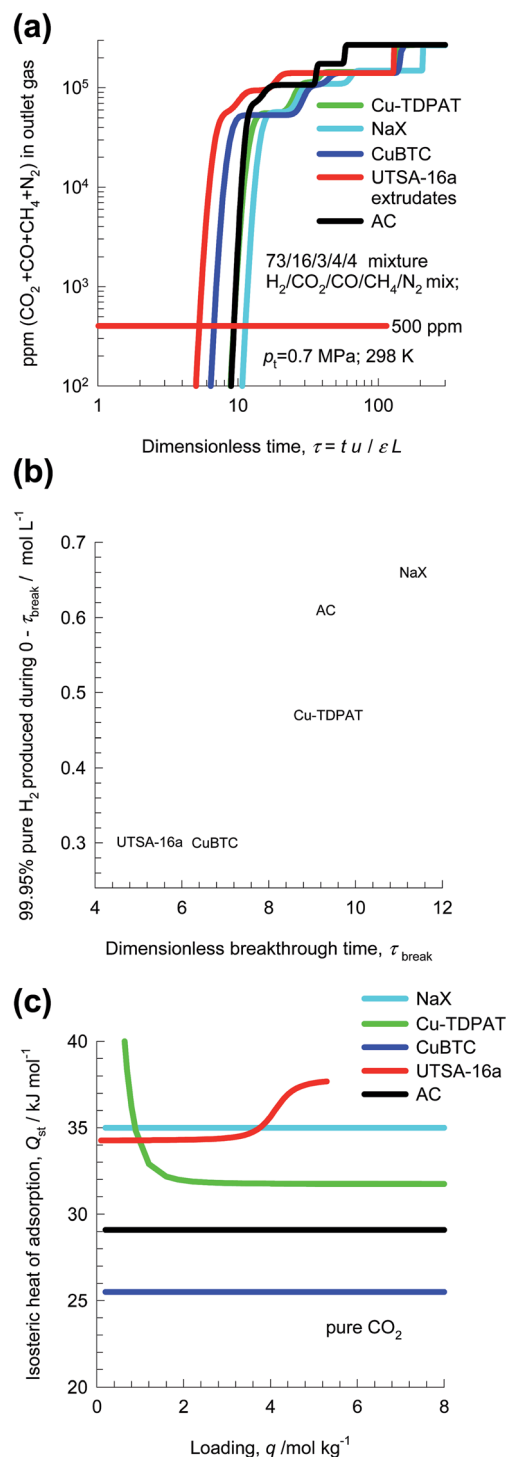 (a)
ppm (CO2 +CO+CH4+N2) in outlet gas
10^5
10^4
10^3
10^2
Cu-TDPAT
NaX
CuBTC
UTSA-16a
extrudates
AC
73/16/3/4/4 mixture
H2/CO2/CO/CH4/N2 mix;
500 ppm
pt=0.7 MPa; 298 K
1
10
100
Dimensionless time, τ = t u / ε L
(b)
99.95% pure H2 produced during 0 - τbreak / mol L^-1
0.7
0.6
0.5
0.4
0.3
NaX
AC
Cu-TDPAT
UTSA-16a
CuBTC
4
6
8
10
12
Dimensionless breakthrough time, τ break
(c)
NaX
Cu-TDPAT
CuBTC
UTSA-16a
AC
Isosteric heat of adsorption, Qst / kJ mol^-1
40
35
30
25
20
pure CO2
0
2
4
6
8
Loading, q /mol kg^-1